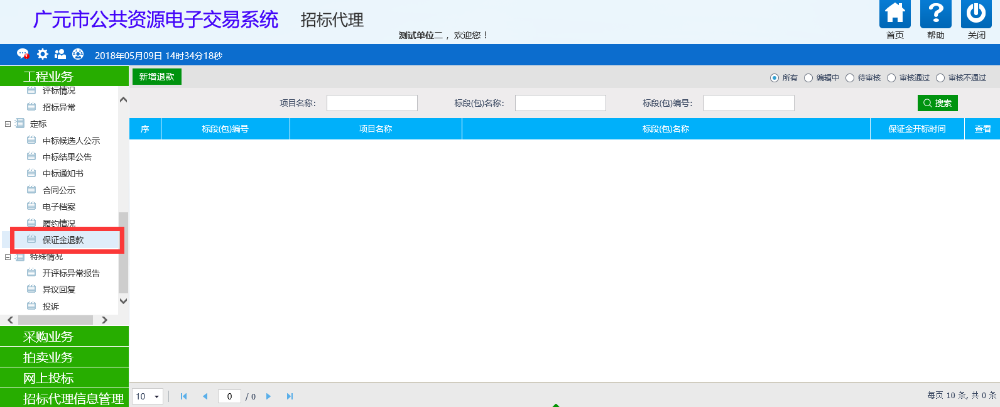 广元市公共资源电子交易系统 招标代理
测试单位二 ，欢迎您！
首页 帮助 关闭
2018年05月09日 14时34分18秒
工程业务
评标情况
招标异常
定标
中标候选人公示
中标结果公告
中标通知书
合同公示
电子档案
履约情况
保证金退款
特殊情况
开评标异常报告
异议回复
投诉
采购业务
拍卖业务
网上投标
招标代理信息管理
新增退款
所有 编辑中 待审核 审核通过 审核不通过
项目名称： 标段(包)名称： 标段(包)编号： 搜索
序 标段(包)编号 项目名称 标段(包)名称 保证金开标时间 查看
10 0 / 0 每页 10 条, 共 0 条